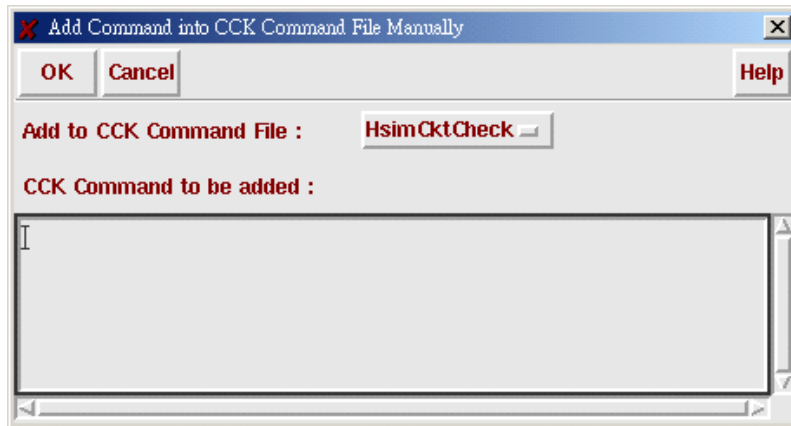 Add Command into CCK Command File Manually
OK Cancel Help
Add to CCK Command File : HsimCktCheck
CCK Command to be added :